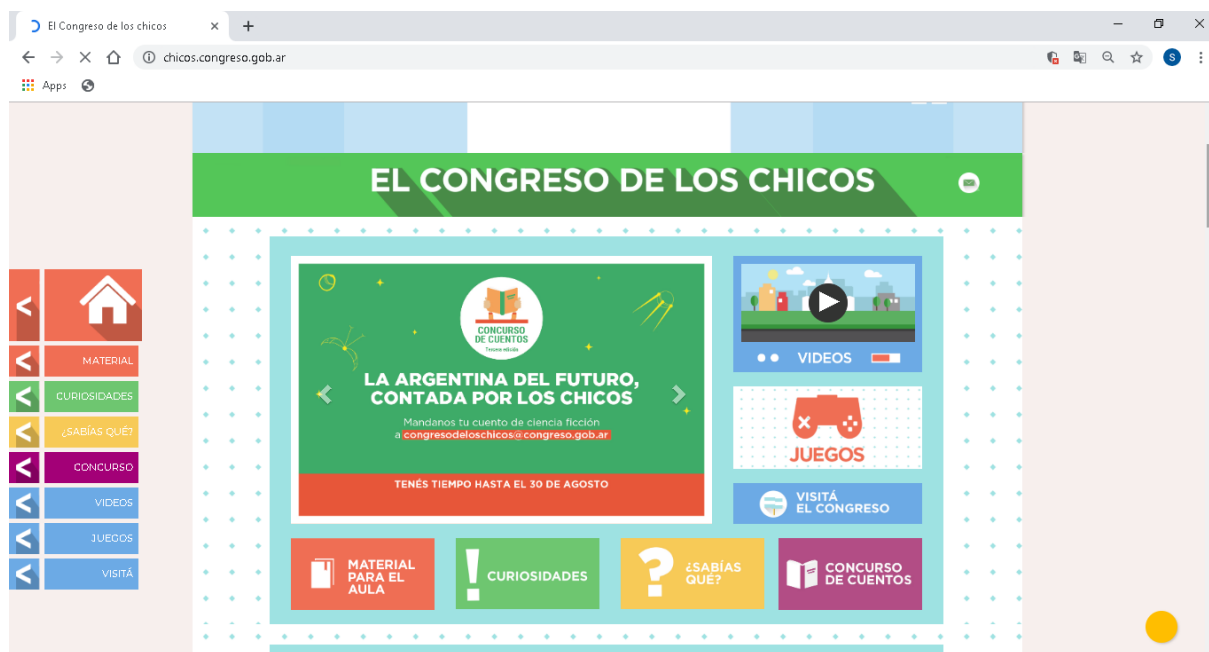 El Congreso de los chicos
chicos.congreso.gob.ar
S
Apps
EL CONGRESO DE LOS CHICOS
MATERIAL
CURIOSIDADES
¿SABÍAS QUÉ?
CONCURSO
VIDEOS
JUEGOS
VISITÁ
CONCURSO
DE CUENTOS
Tercera edición
LA ARGENTINA DEL FUTURO,
CONTADA POR LOS CHICOS
Mandanos tu cuento de ciencia ficción
a congresodeloschicos@congreso.gob.ar
TENÉS TIEMPO HASTA EL 30 DE AGOSTO
VIDEOS
JUEGOS
VISITÁ
EL CONGRESO
MATERIAL
PARA EL
AULA
CURIOSIDADES
¿SABÍAS
QUÉ?
CONCURSO
DE CUENTOS